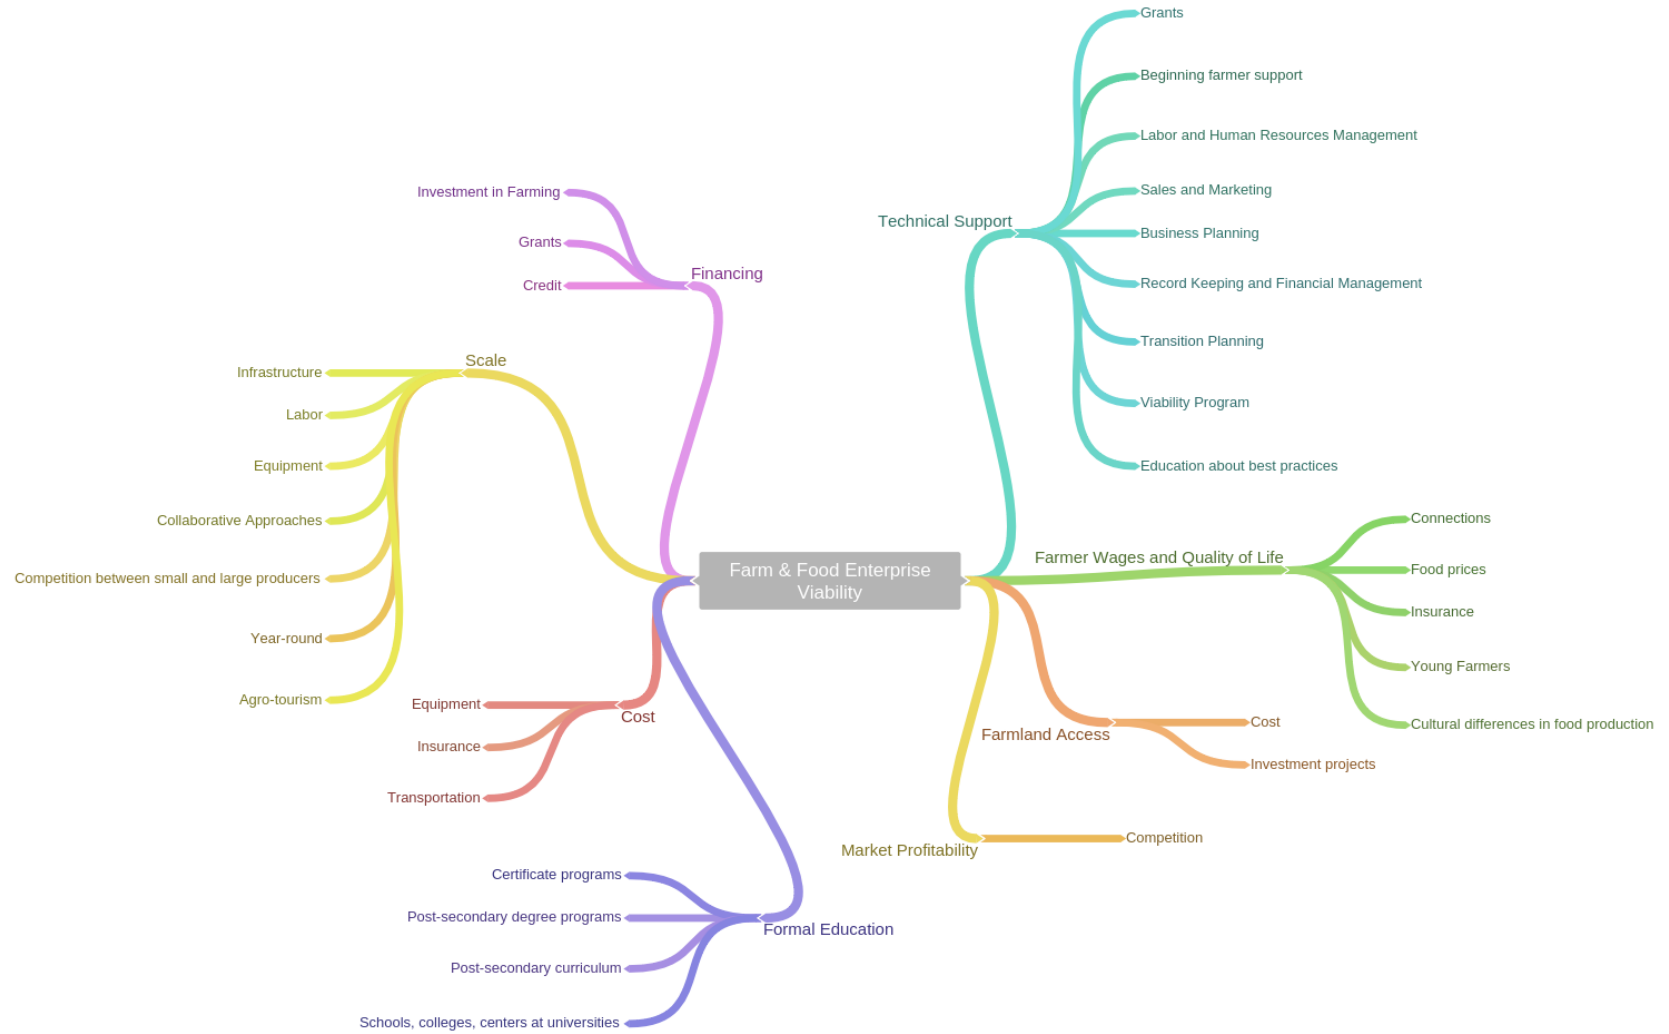 Farm & Food Enterprise
Viability
Technical Support
Grants
Beginning farmer support
Labor and Human Resources Management
Sales and Marketing
Business Planning
Record Keeping and Financial Management
Transition Planning
Viability Program
Education about best practices
Farmer Wages and Quality of Life
Connections
Food prices
Insurance
Young Farmers
Cultural differences in food production
Farmland Access
Cost
Investment projects
Market Profitability
Competition
Financing
Investment in Farming
Grants
Credit
Scale
Infrastructure
Labor
Equipment
Collaborative Approaches
Competition between small and large producers
Year-round
Agro-tourism
Cost
Equipment
Insurance
Transportation
Formal Education
Certificate programs
Post-secondary degree programs
Post-secondary curriculum
Schools, colleges, centers at universities